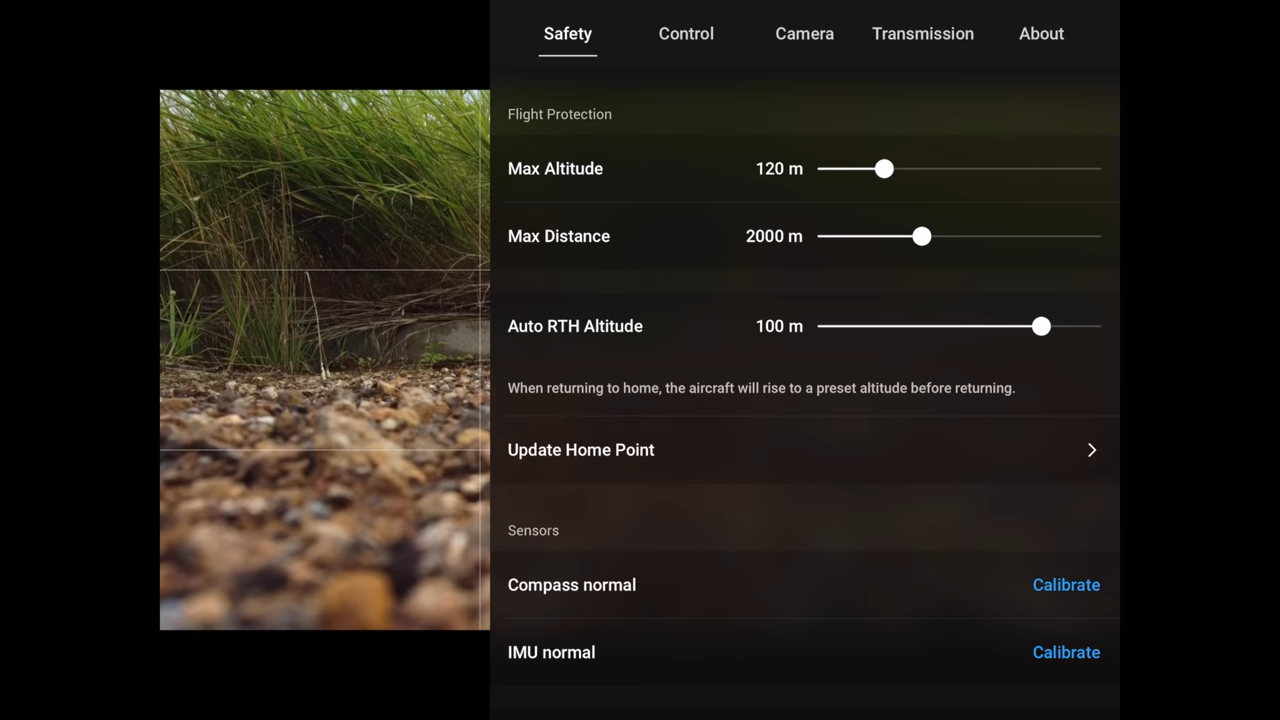 Safety Control Camera Transmission About
Flight Protection
Max Altitude 120 m
Max Distance 2000 m
Auto RTH Altitude 100 m
When returning to home, the aircraft will rise to a preset altitude before returning.
Update Home Point
Sensors
Compass normal Calibrate
IMU normal Calibrate